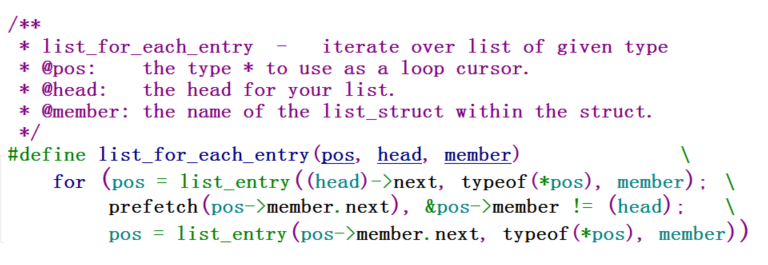 /**
 * list_for_each_entry  -   iterate over list of given type
 * @pos:    the type * to use as a loop cursor.
 * @head:   the head for your list.
 * @member: the name of the list_struct within the struct.
 */
#define list_for_each_entry(pos, head, member)              \
    for (pos = list_entry((head)->next, typeof(*pos), member);  \
         prefetch(pos->member.next), &pos->member != (head);    \
         pos = list_entry(pos->member.next, typeof(*pos), member))